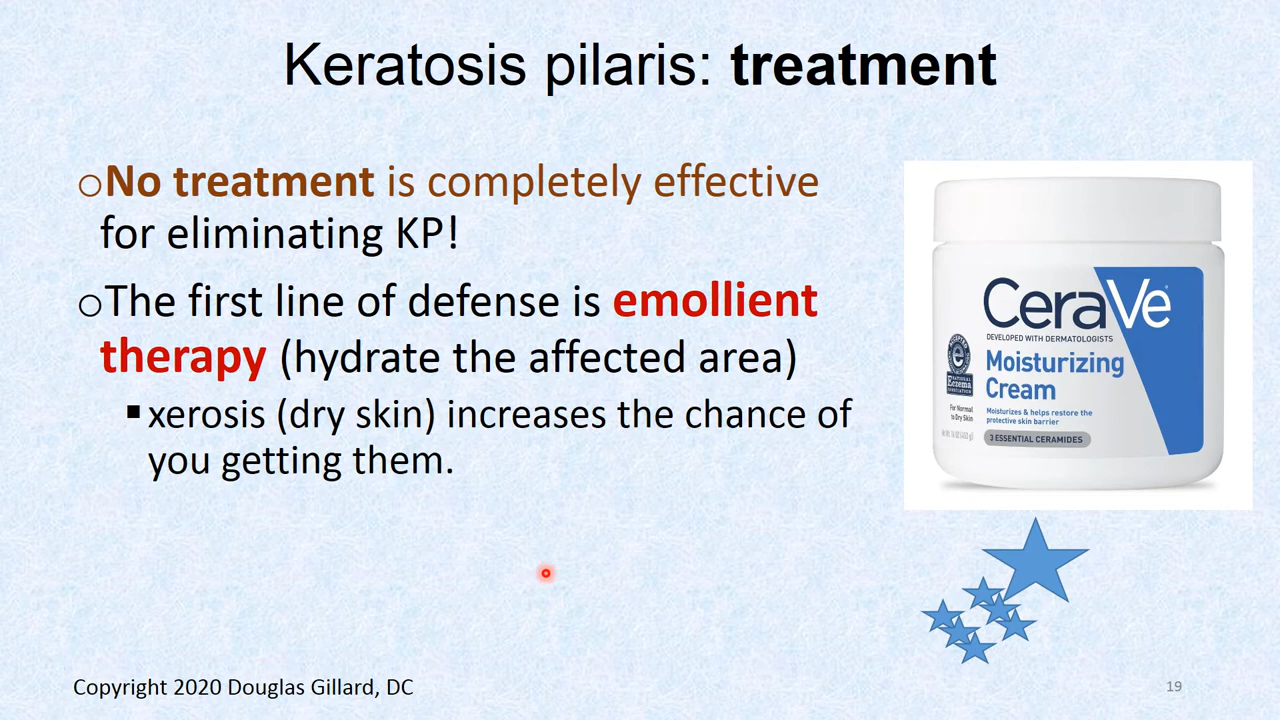 Keratosis pilaris: treatment
No treatment is completely effective
for eliminating KP!
The first line of defense is emollient
therapy (hydrate the affected area)
xerosis (dry skin) increases the chance of
you getting them.
CeraVe
DEVELOPED WITH DERMATOLOGISTS
Moisturizing
Cream
For Normal
to Dry Skin
Moisturizes & helps restore the
protective skin barrier
3 ESSENTIAL CERAMIDES
Copyright 2020 Douglas Gillard, DC
19